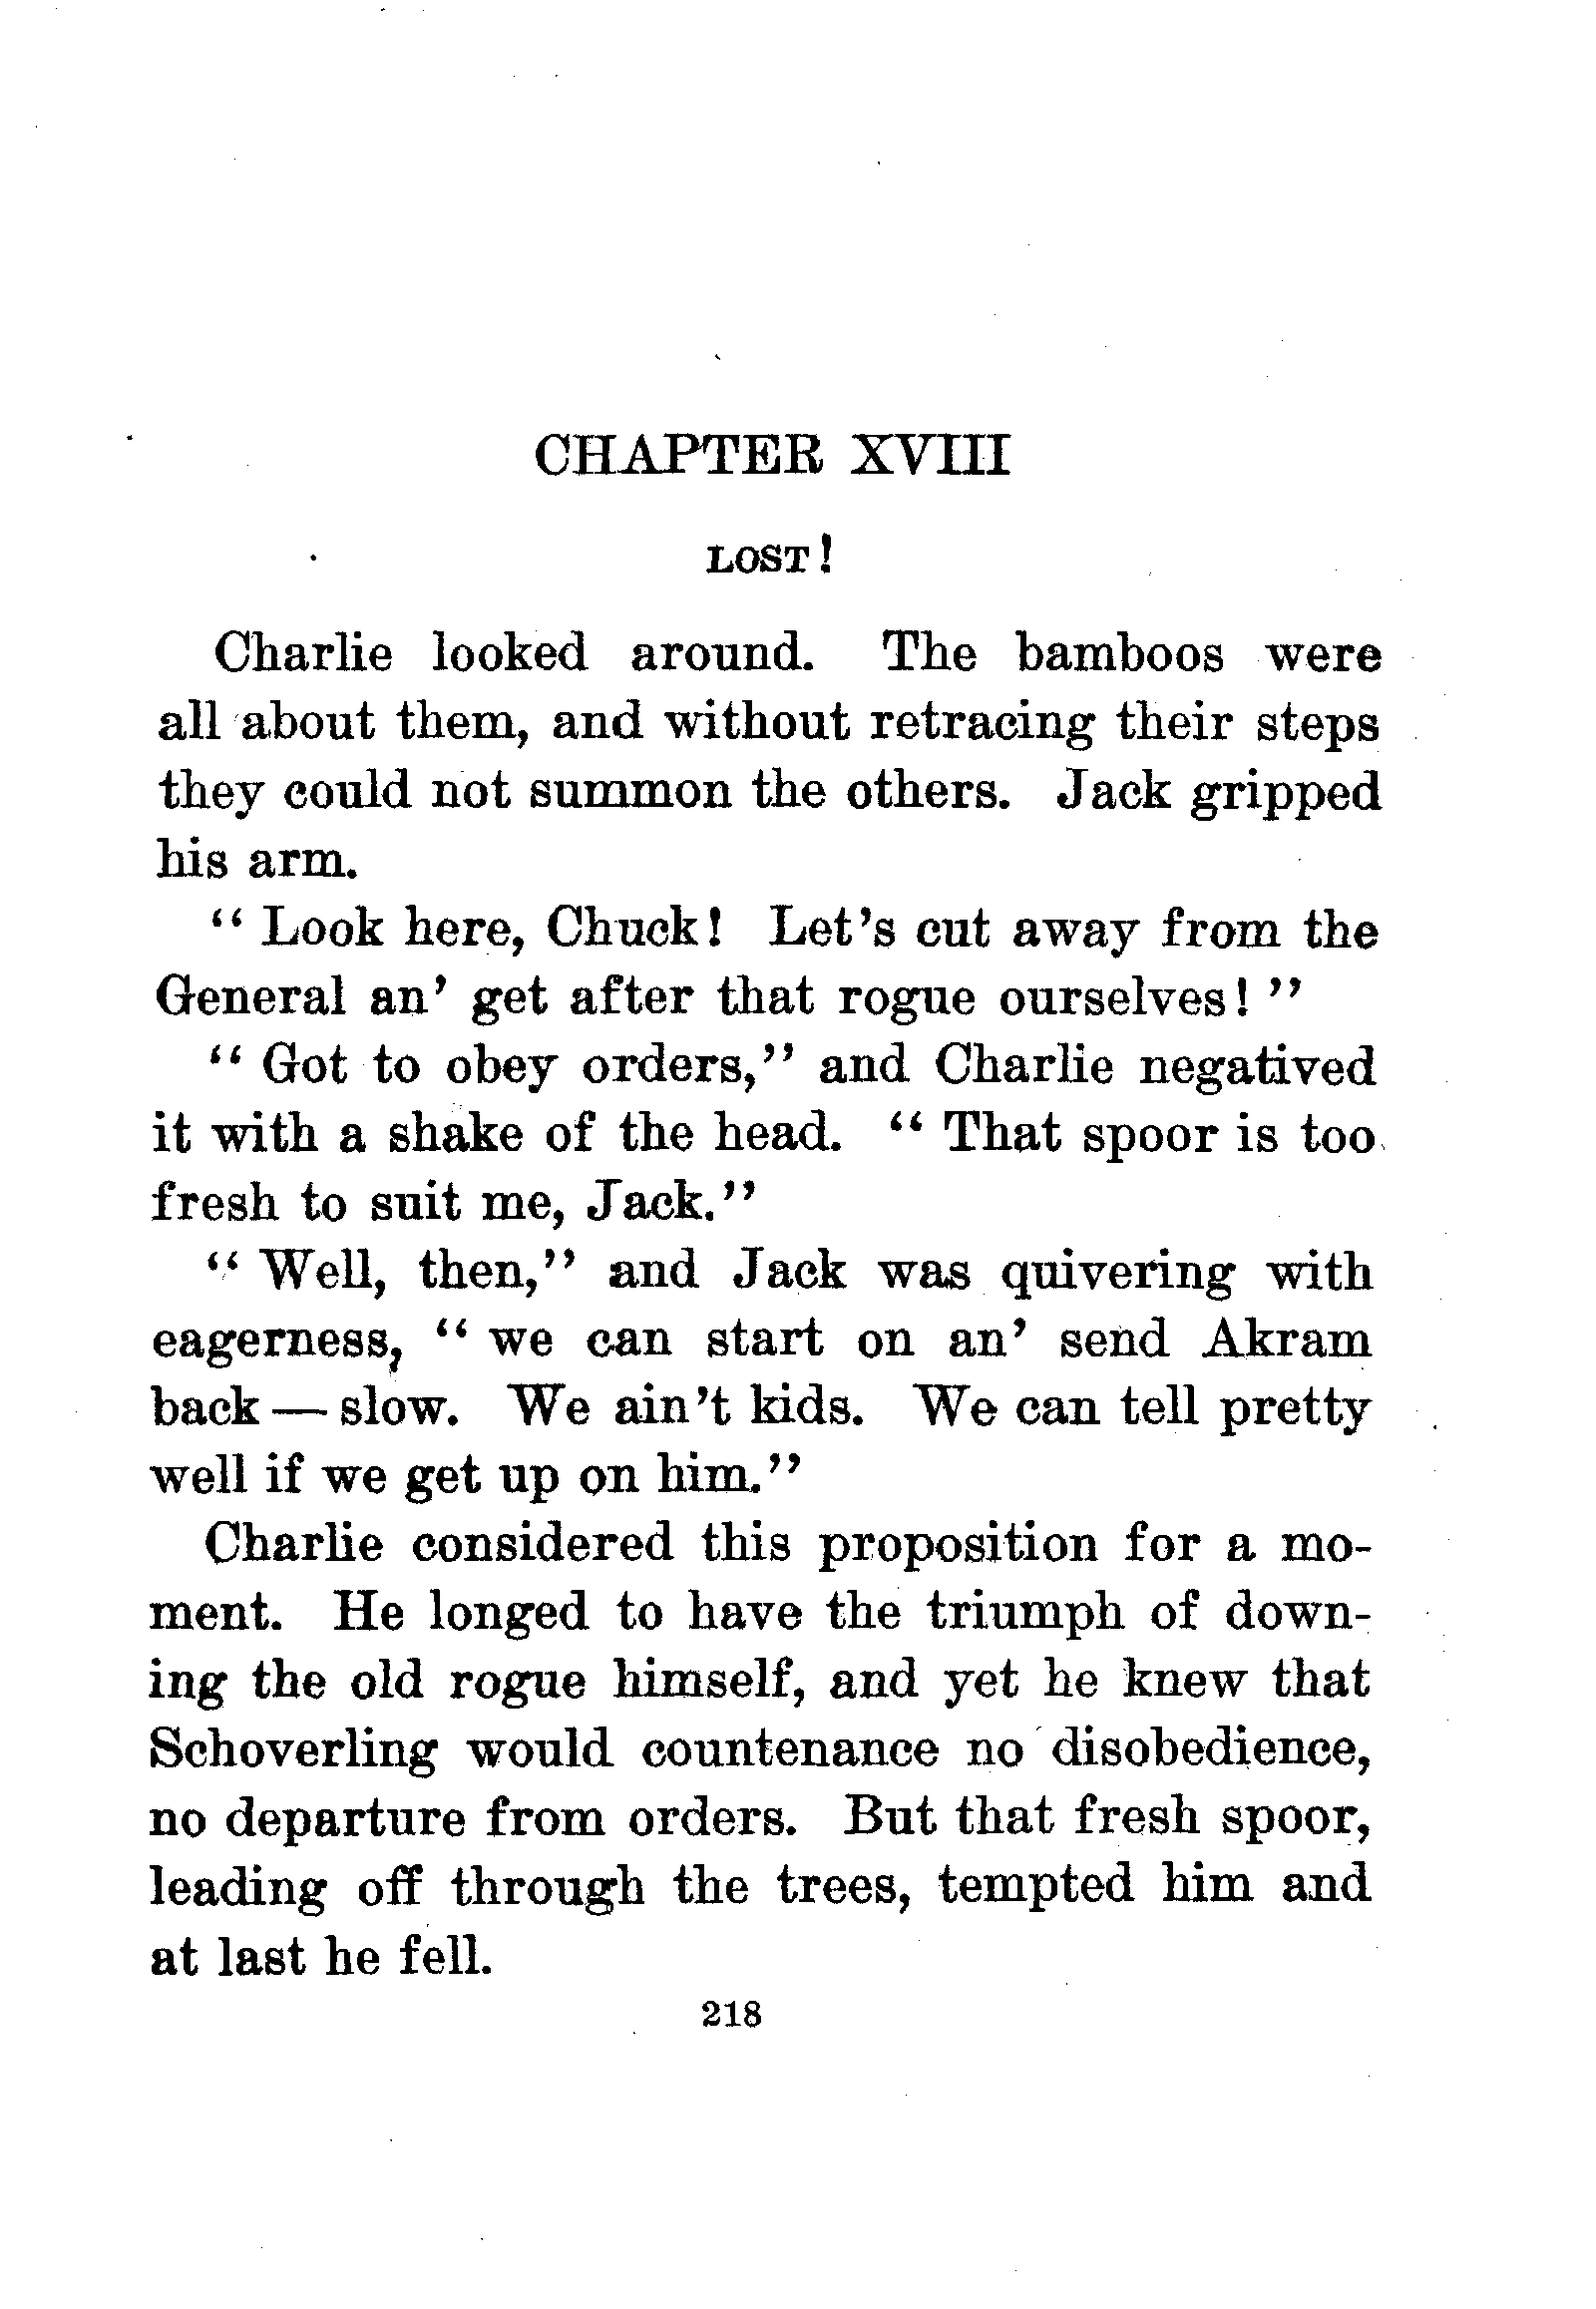 CHAPTER XVIII
LOST!
Charlie looked around. The bamboos were
all about them, and without retracing their steps
they could not summon the others. Jack gripped
his arm.
“ Look here, Chuck! Let’s cut away from the
General an’ get after that rogue ourselves! ”
“ Got to obey orders,” and Charlie negatived
it with a shake of the head. “ That spoor is too
fresh to suit me, Jack.”
“ Well, then,” and Jack was quivering with
eagerness, “ we can start on an’ send Akram
back — slow. We ain’t kids. We can tell pretty
well if we get up on him.”
Charlie considered this proposition for a mo-
ment. He longed to have the triumph of down-
ing the old rogue himself, and yet he knew that
Schoverling would countenance no disobedience,
no departure from orders. But that fresh spoor,
leading off through the trees, tempted him and
at last he fell.
218